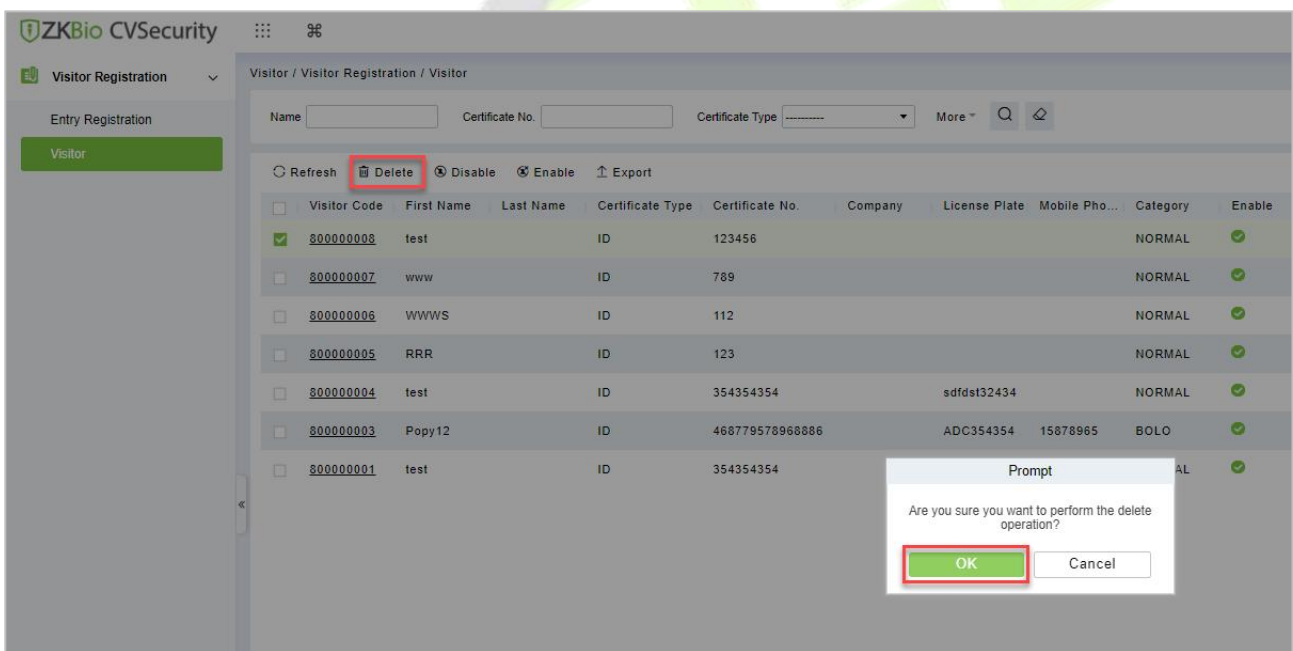 ZKBio CVSecurity
Visitor Registration
Entry Registration
Visitor
Visitor / Visitor Registration / Visitor
Name Certificate No. Certificate Type ----------- More
Refresh Delete Disable Enable Export
Visitor Code First Name Last Name Certificate Type Certificate No. Company License Plate Mobile Pho... Category Enable
800000008 test ID 123456 NORMAL
800000007 www ID 789 NORMAL
800000006 WWWS ID 112 NORMAL
800000005 RRR ID 123 NORMAL
800000004 test ID 354354354 sdfdst32434 NORMAL
800000003 Popy12 ID 468779578968886 ADC354354 15878965 BOLO
800000001 test ID 354354354 AL
Prompt
Are you sure you want to perform the delete
operation?
OK Cancel